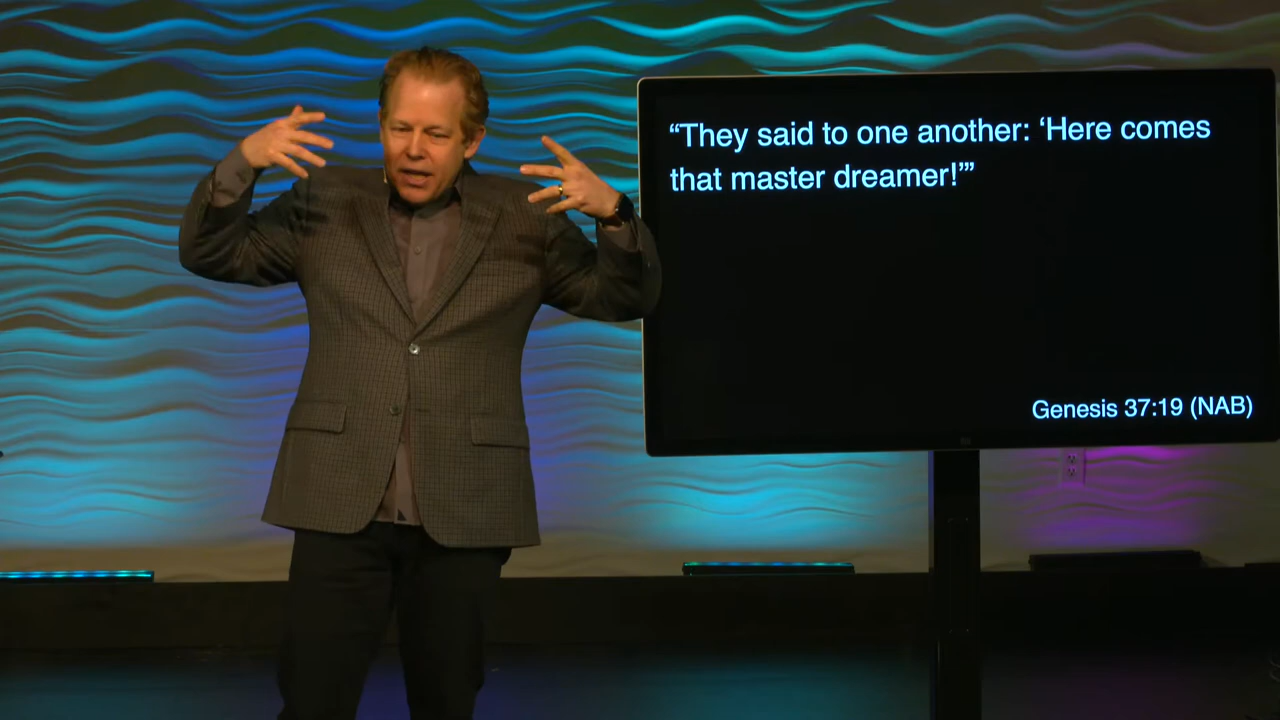 “They said to one another: ‘Here comes
that master dreamer!’”
Genesis 37:19 (NAB)